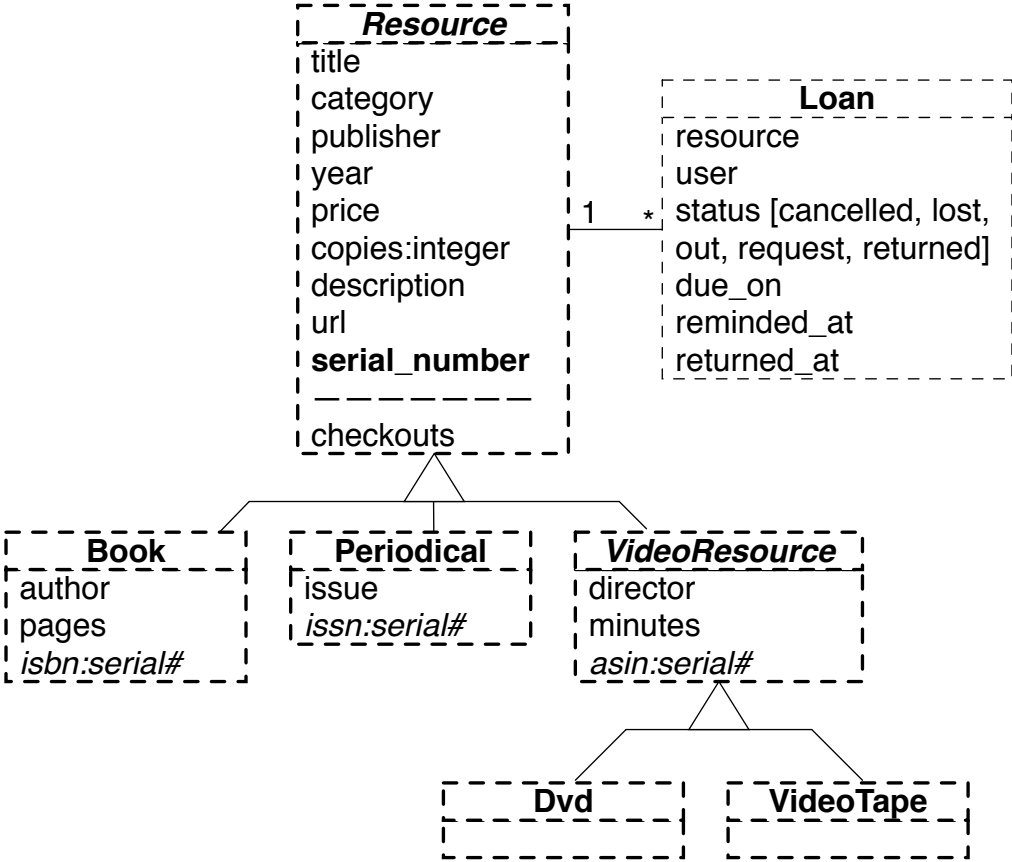 Resource
title
category
publisher
year
price
copies:integer
description
url
serial_number
checkouts
1 *
Loan
resource
user
status [cancelled, lost,
out, request, returned]
due_on
reminded_at
returned_at
Book
author
pages
isbn:serial#
Periodical
issue
issn:serial#
VideoResource
director
minutes
asin:serial#
Dvd
VideoTape